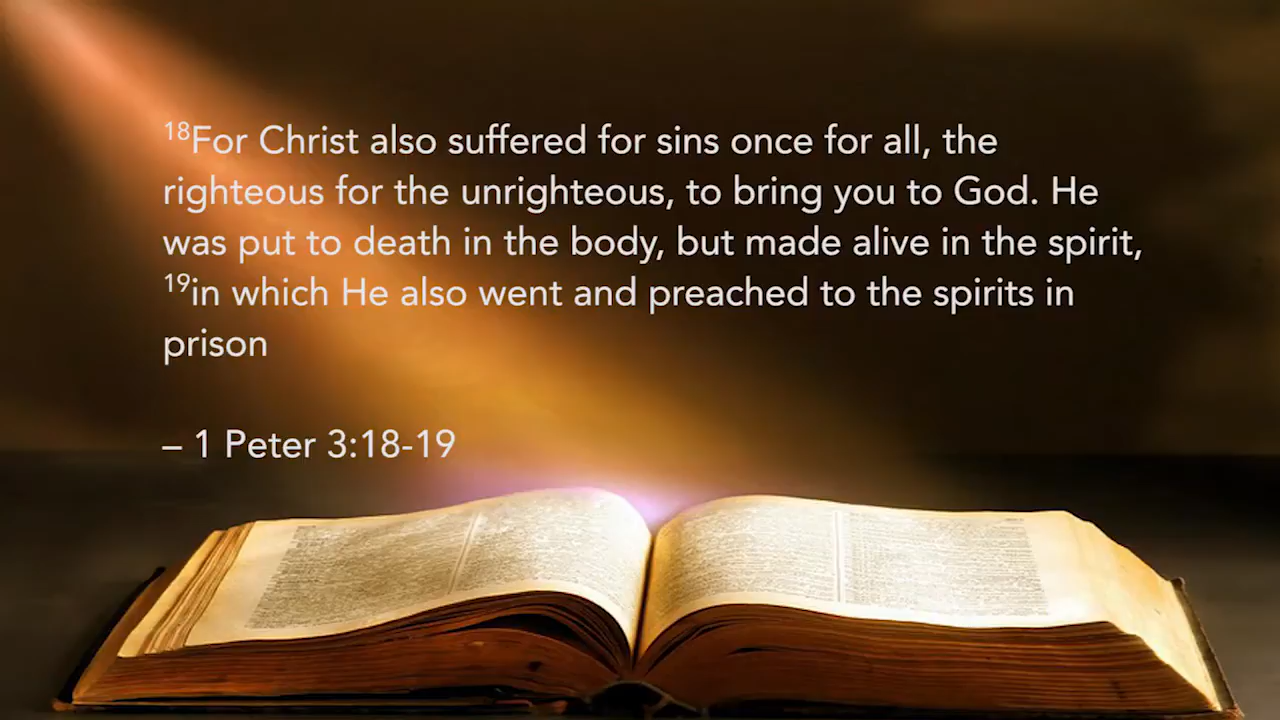 ¹⁸For Christ also suffered for sins once for all, the
righteous for the unrighteous, to bring you to God. He
was put to death in the body, but made alive in the spirit,
¹⁹in which He also went and preached to the spirits in
prison
– 1 Peter 3:18-19